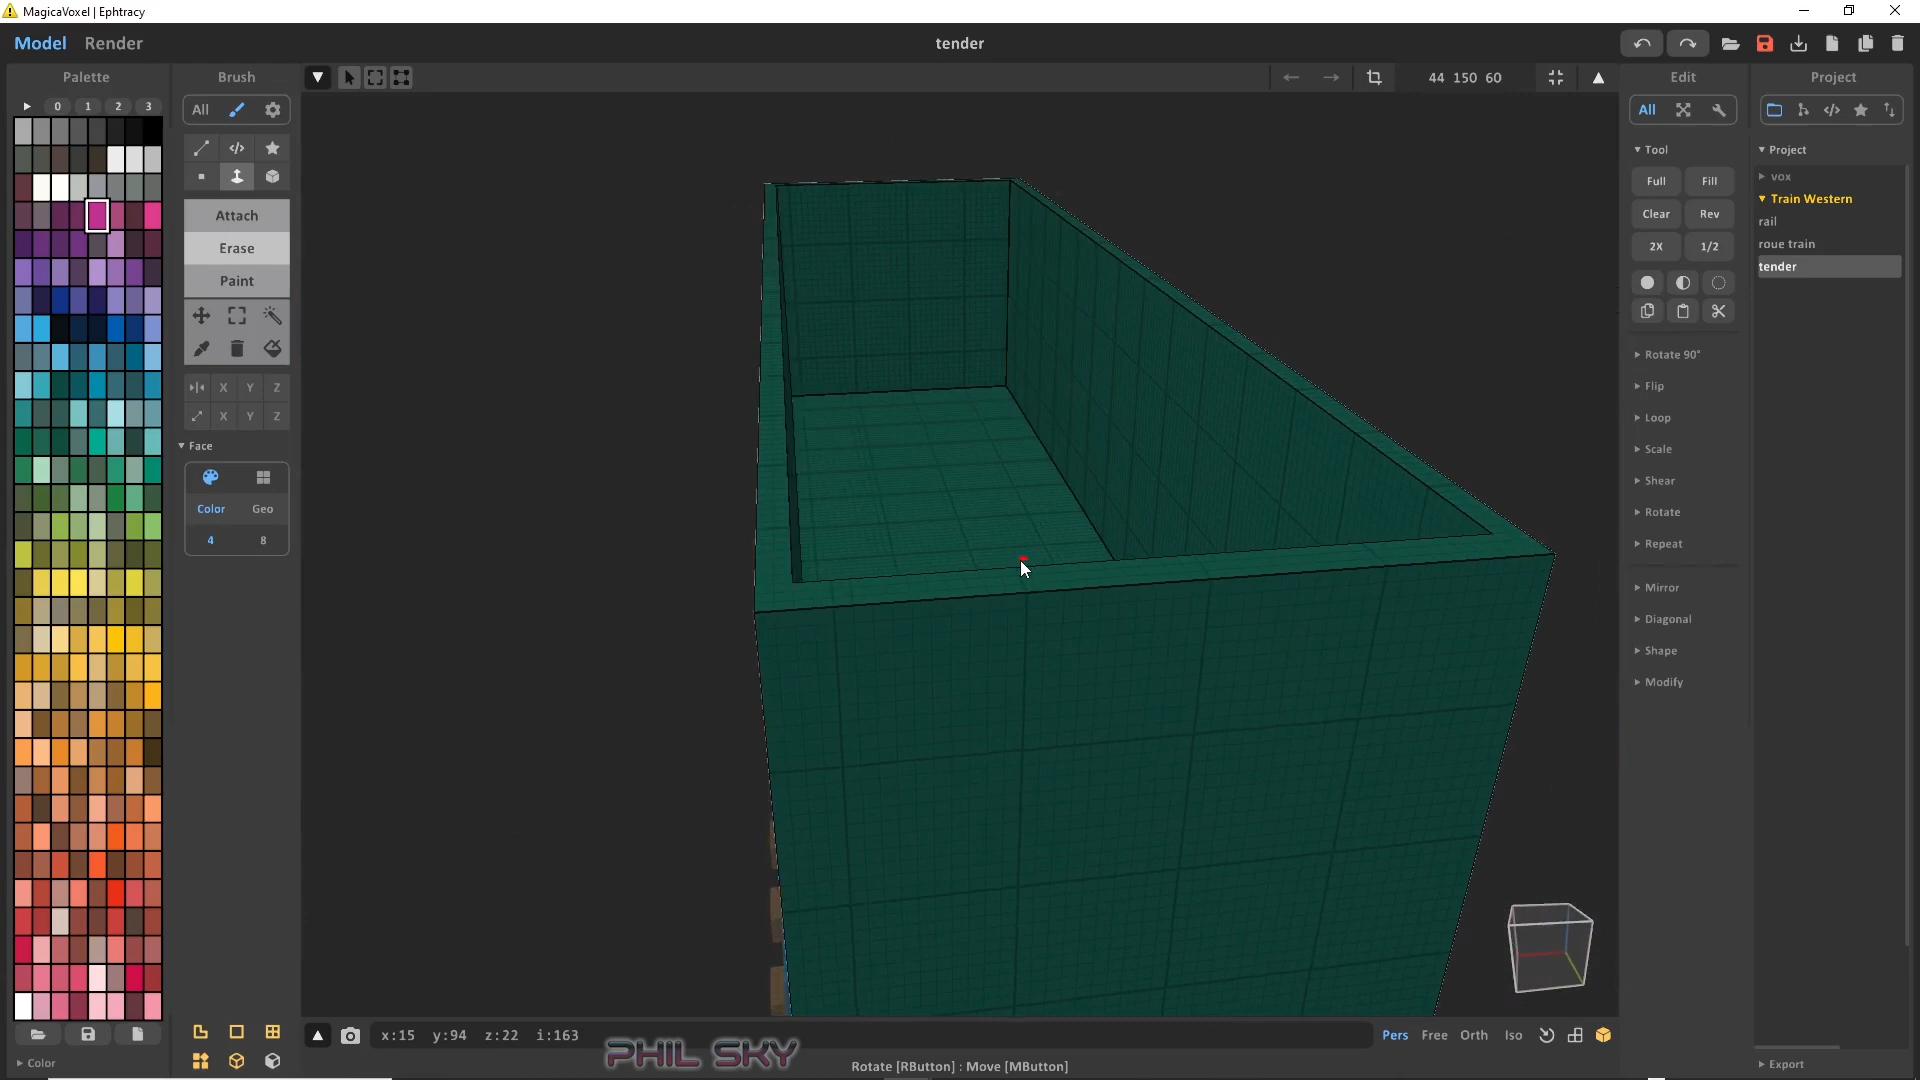 MagicaVoxel | Ephtracy
Model Render
tender
Palette
Brush
44 150 60
Edit
Project
0 1 2 3
All
All
Project
Tool
vox
Full Fill
Train Western
Clear Rev
rail
2X 1/2
roue train
tender
Attach
Erase
Paint
X Y Z
X Y Z
Face
Color Geo
4 8
Rotate 90°
Flip
Loop
Scale
Shear
Rotate
Repeat
Mirror
Diagonal
Shape
Modify
x:15 y:94 z:22 i:163
Pers Free Orth Iso
PHIL SKY
Color
Rotate [RButton] : Move [MButton]
Export